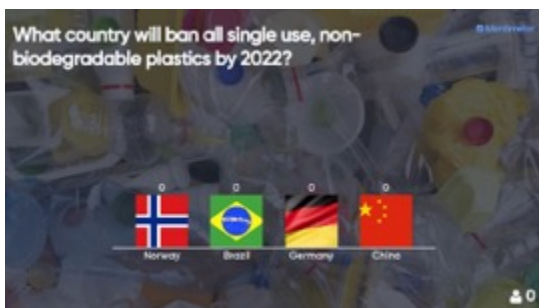 What country will ban all single use, non-
biodegradable plastics by 2022?
Mentimeter
0 0 0 0
Norway Brazil Germany China
0